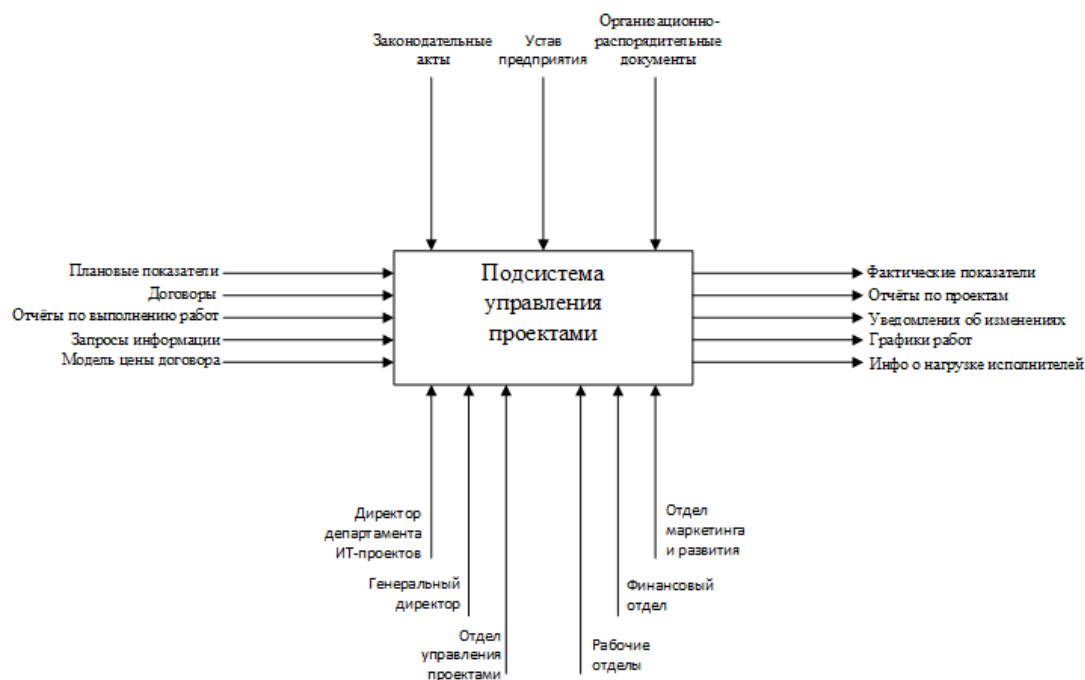 Законодательные
акты
Устав
предприятия
Организационно-
распорядительные
документы
Плановые показатели
Договоры
Отчёты по выполнению работ
Запросы информации
Модель цены договора
Подсистема
управления
проектами
Фактические показатели
Отчёты по проектам
Уведомления об изменениях
Графики работ
Инфо о нагрузке исполнителей
Директор
департамента
ИТ-проектов
Генеральный
директор
Отдел
управления
проектами
Рабочие
отделы
Финансовый
отдел
Отдел
маркетинга
и развития